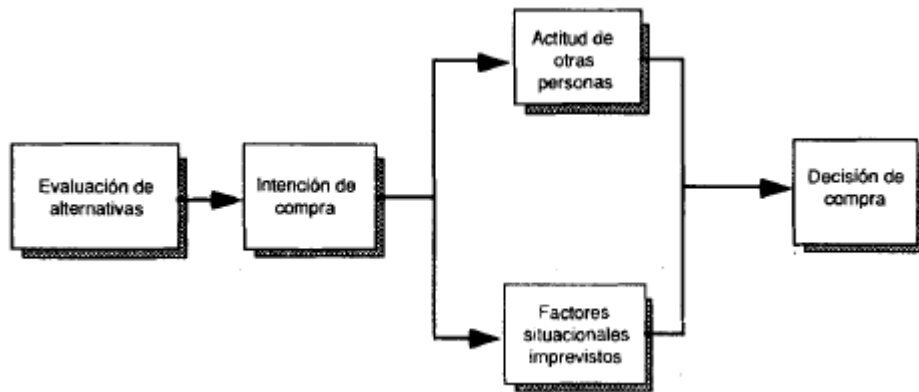 Evaluación de
alternativas
Intención de
compra
Actitud de
otras
personas
Factores
situacionales
imprevistos
Decisión de
compra